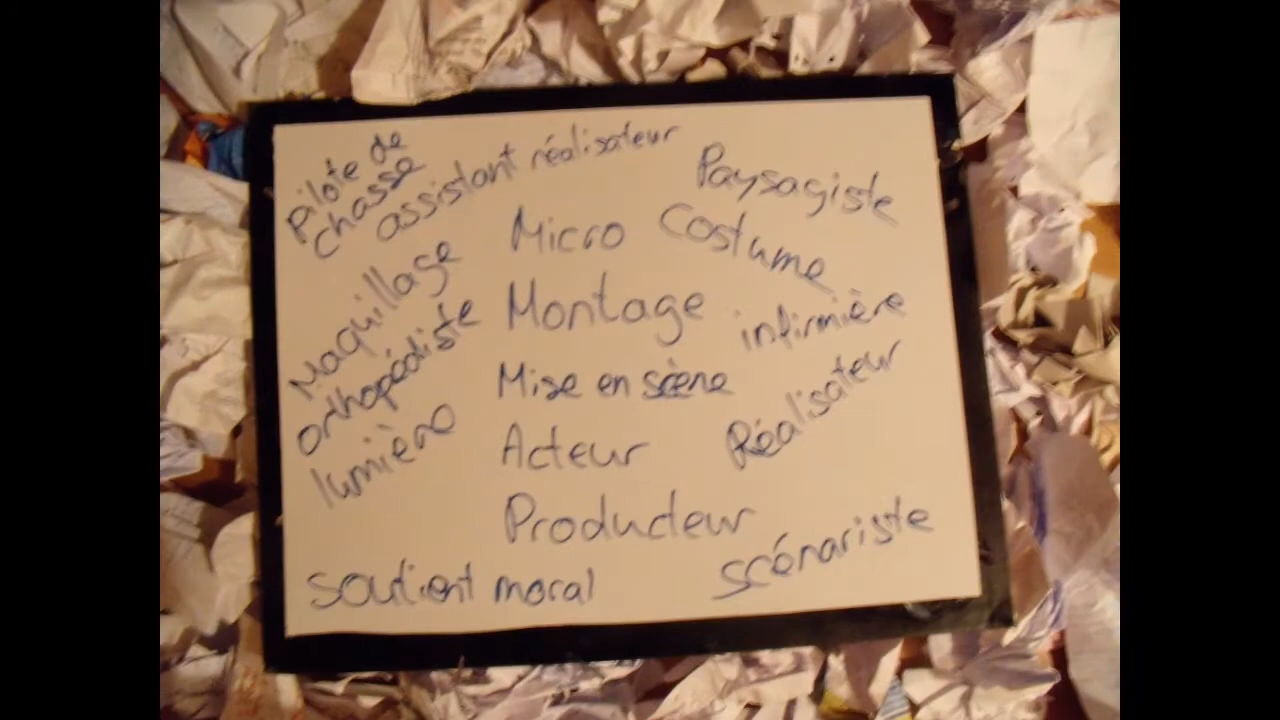 pilote de
chasse
assistant réalisateur
Paysagiste
Micro
Costume
Maquillage
Montage
infirmière
orthopédiste
Mise en scène
Réalisateur
lumière
Acteur
Producteur
scénariste
soutient moral